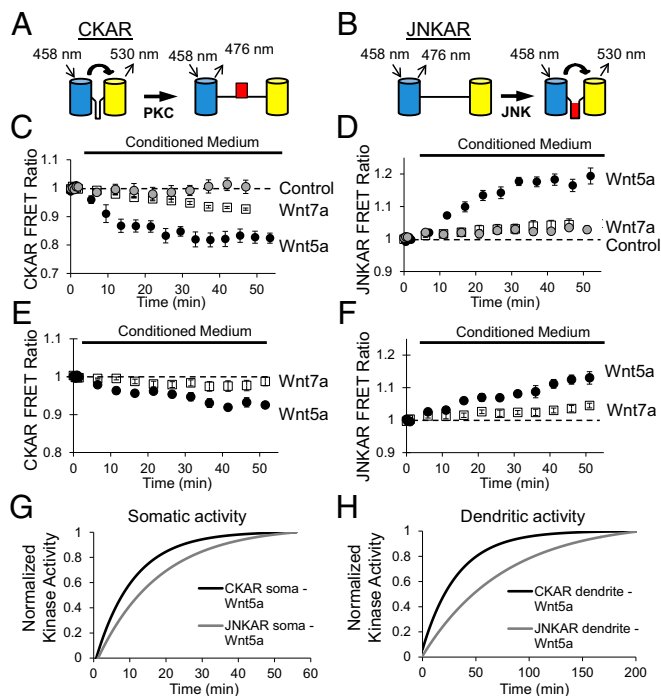 A
CKAR
458 nm
530 nm
PKC
458 nm
476 nm
B
JNKAR
458 nm
476 nm
JNK
458 nm
530 nm
C
Conditioned Medium
CKAR FRET Ratio
1.1
1
0.9
0.8
0.7
Control
Wnt7a
Wnt5a
0 10 20 30 40 50
Time (min)
D
Conditioned Medium
JNKAR FRET Ratio
1.2
1.1
1
0.9
Wnt5a
Wnt7a
Control
0 10 20 30 40 50
Time (min)
E
Conditioned Medium
CKAR FRET Ratio
1.1
1
0.9
0.8
Wnt7a
Wnt5a
0 10 20 30 40 50
Time (min)
F
Conditioned Medium
JNKAR FRET Ratio
1.2
1.1
1
0.9
Wnt5a
Wnt7a
0 10 20 30 40 50
Time (min)
G
Somatic activity
Normalized
Kinase Activity
1
0.8
0.6
0.4
0.2
0
CKAR soma -
Wnt5a
JNKAR soma -
Wnt5a
0 20 40 60
Time (min)
H
Dendritic activity
Normalized
Kinase Activity
1
0.8
0.6
0.4
0.2
0
CKAR dendrite -
Wnt5a
JNKAR dendrite -
Wnt5a
0 50 100 150 200
Time (min)